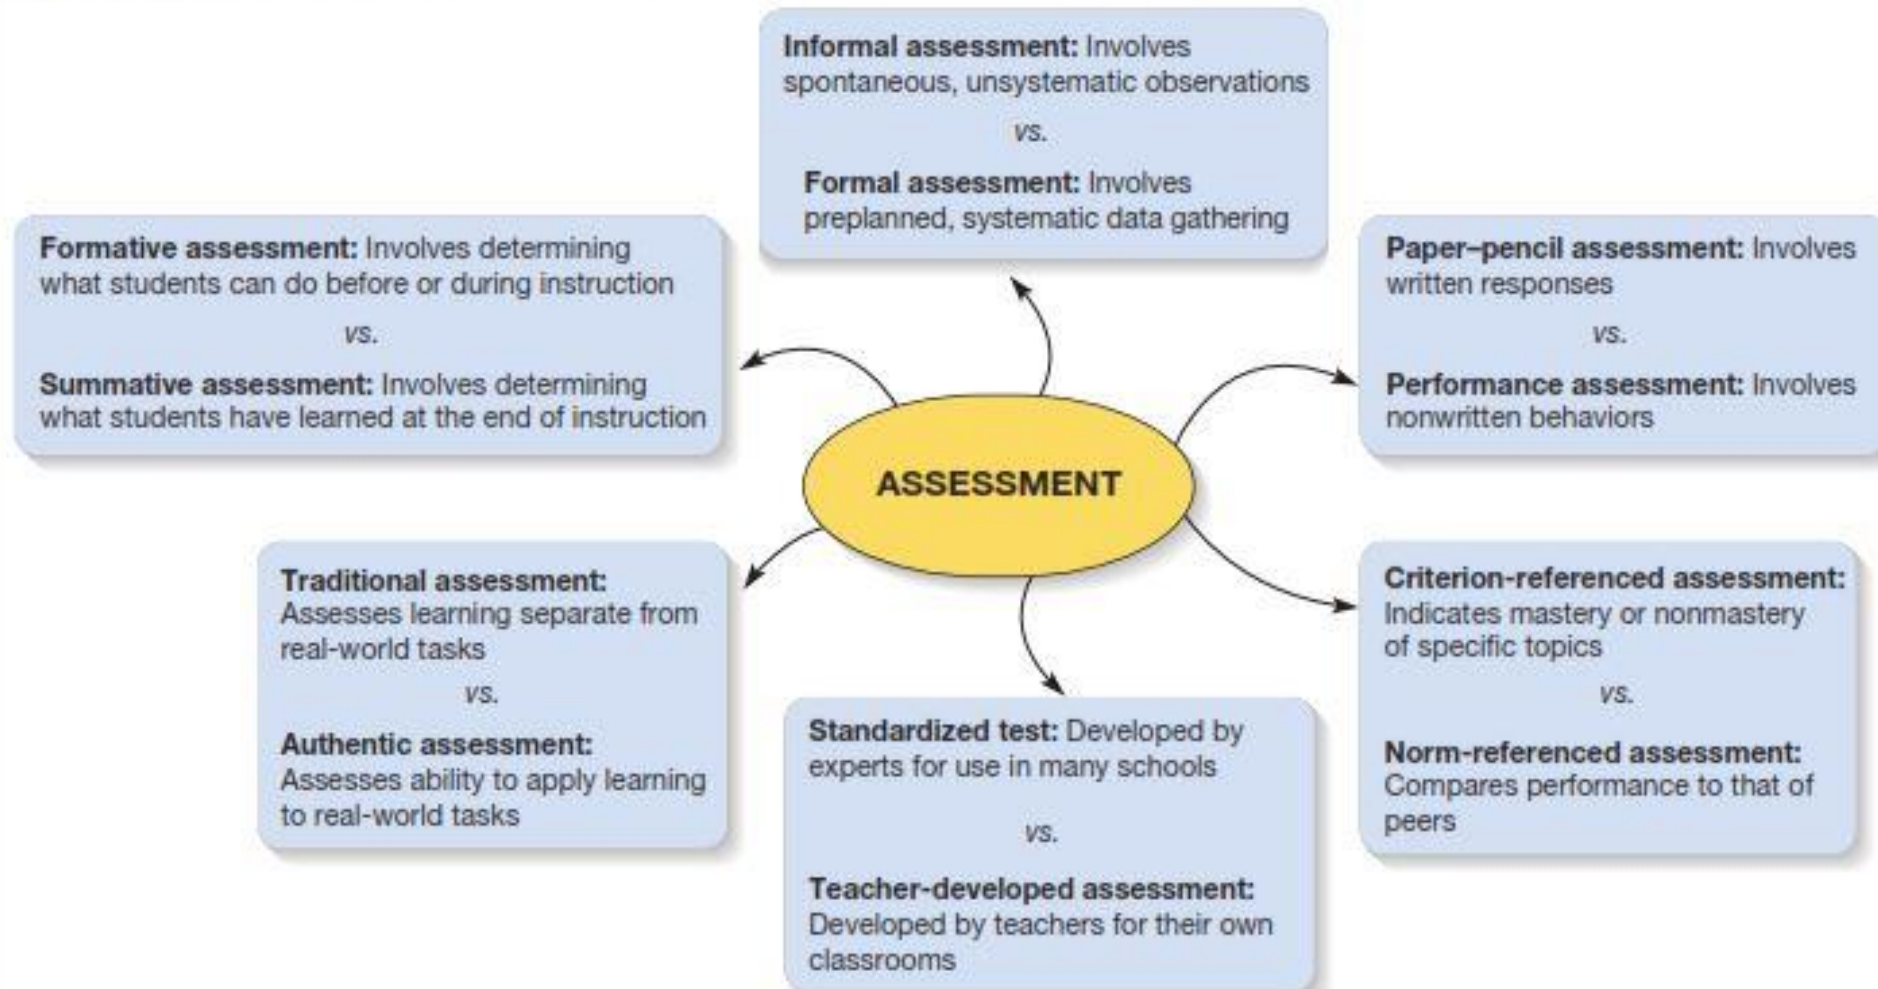 Informal assessment: Involves
spontaneous, unsystematic observations
vs.
Formal assessment: Involves
preplanned, systematic data gathering
Formative assessment: Involves determining
what students can do before or during instruction
vs.
Summative assessment: Involves determining
what students have learned at the end of instruction
Paper–pencil assessment: Involves
written responses
vs.
Performance assessment: Involves
nonwritten behaviors
ASSESSMENT
Traditional assessment:
Assesses learning separate from
real-world tasks
vs.
Authentic assessment:
Assesses ability to apply learning
to real-world tasks
Standardized test: Developed by
experts for use in many schools
vs.
Teacher-developed assessment:
Developed by teachers for their own
classrooms
Criterion-referenced assessment:
Indicates mastery or nonmastery
of specific topics
vs.
Norm-referenced assessment:
Compares performance to that of
peers